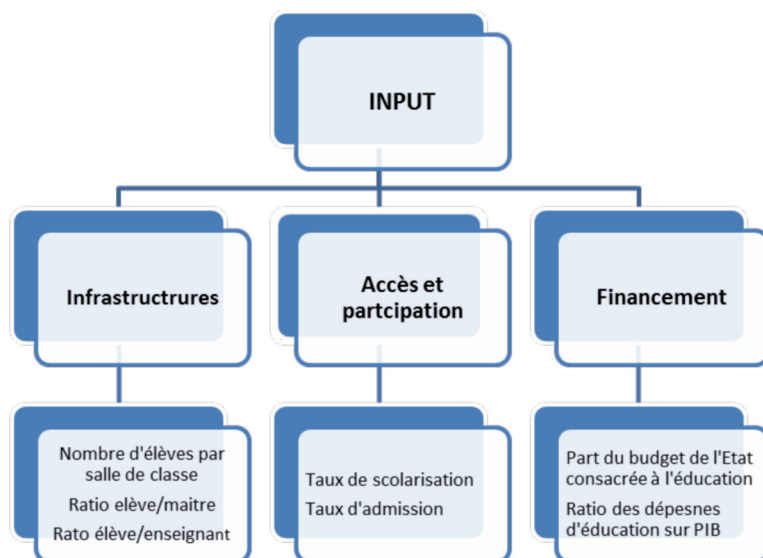 INPUT
Infrastructrures
Accès et
partcipation
Financement
Nombre d'élèves par
salle de classe
Ratio elève/maitre
Rato élève/enseignant
Taux de scolarisation
Taux d'admission
Part du budget de l'Etat
consacrée à l'éducation
Ratio des dépesnes
d'éducation sur PIB